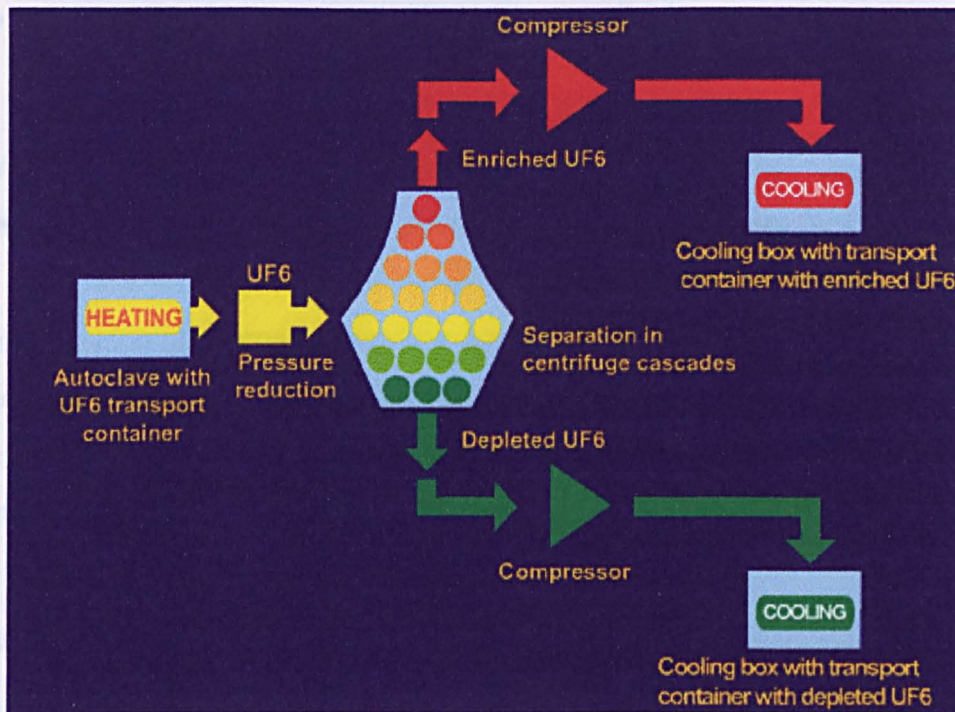 Compressor
Enriched UF6
COOLING
Cooling box with transport
container with enriched UF6
UF6
HEATING
Pressure
reduction
Autoclave with
UF6 transport
container
Separation in
centrifuge cascades
Depleted UF6
Compressor
COOLING
Cooling box with transport
container with depleted UF6